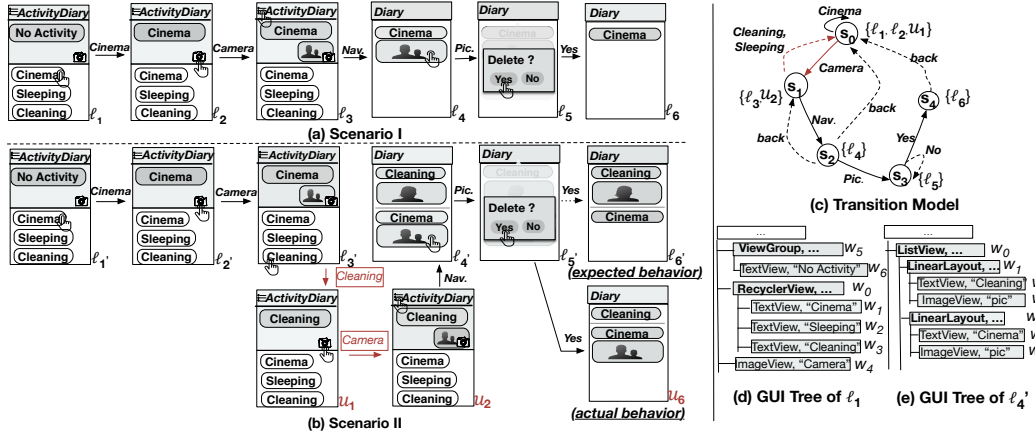 ActivityDiary
No Activity
Cinema
Sleeping
Cleaning
ℓ1
Cinema
ActivityDiary
Cinema
Cinema
Sleeping
Cleaning
ℓ2
Camera
ActivityDiary
Cinema
Cinema
Sleeping
Cleaning
ℓ3
Nav.
Diary
Cinema
ℓ4
Pic.
Diary
Delete ?
Yes No
ℓ5
Yes
Diary
Cinema
ℓ6
(a) Scenario I
ActivityDiary
No Activity
Cinema
Sleeping
Cleaning
ℓ1'
Cinema
ActivityDiary
Cinema
Cinema
Sleeping
Cleaning
ℓ2'
Camera
ActivityDiary
Cinema
Cinema
Sleeping
Cleaning
ℓ3'
Cleaning
ActivityDiary
Cleaning
Cinema
Sleeping
Cleaning
u1
Camera
ActivityDiary
Cleaning
Cinema
Sleeping
Cleaning
u2
Nav.
Diary
Cleaning
Cinema
ℓ4'
Pic.
Diary
Delete ?
Yes No
ℓ5'
Yes
Diary
Cleaning
Cinema
ℓ6'
(expected behavior)
Yes
Diary
Cleaning
Cinema
u6
(actual behavior)
(b) Scenario II
Cinema
Cleaning,
Sleeping
S0 {ℓ1, ℓ2, u1}
Camera
S1
{ℓ3, u2}
back
Nav.
back
S2 {ℓ4}
Pic.
back
S4 {ℓ6}
Yes
No
S3 {ℓ5}
(c) Transition Model
...
ViewGroup, ... w5
TextView, “No Activity” w6
RecyclerView, ... w0
TextView, “Cinema” w1
TextView, “Sleeping” w2
TextView, “Cleaning” w3
ImageView, “Camera” w4
(d) GUI Tree of ℓ1
...
ListView, ... w0
LinearLayout, ... w1
TextView, “Cleaning”
ImageView, “pic”
LinearLayout, ...
TextView, “Cinema”
ImageView, “pic”
(e) GUI Tree of ℓ4'